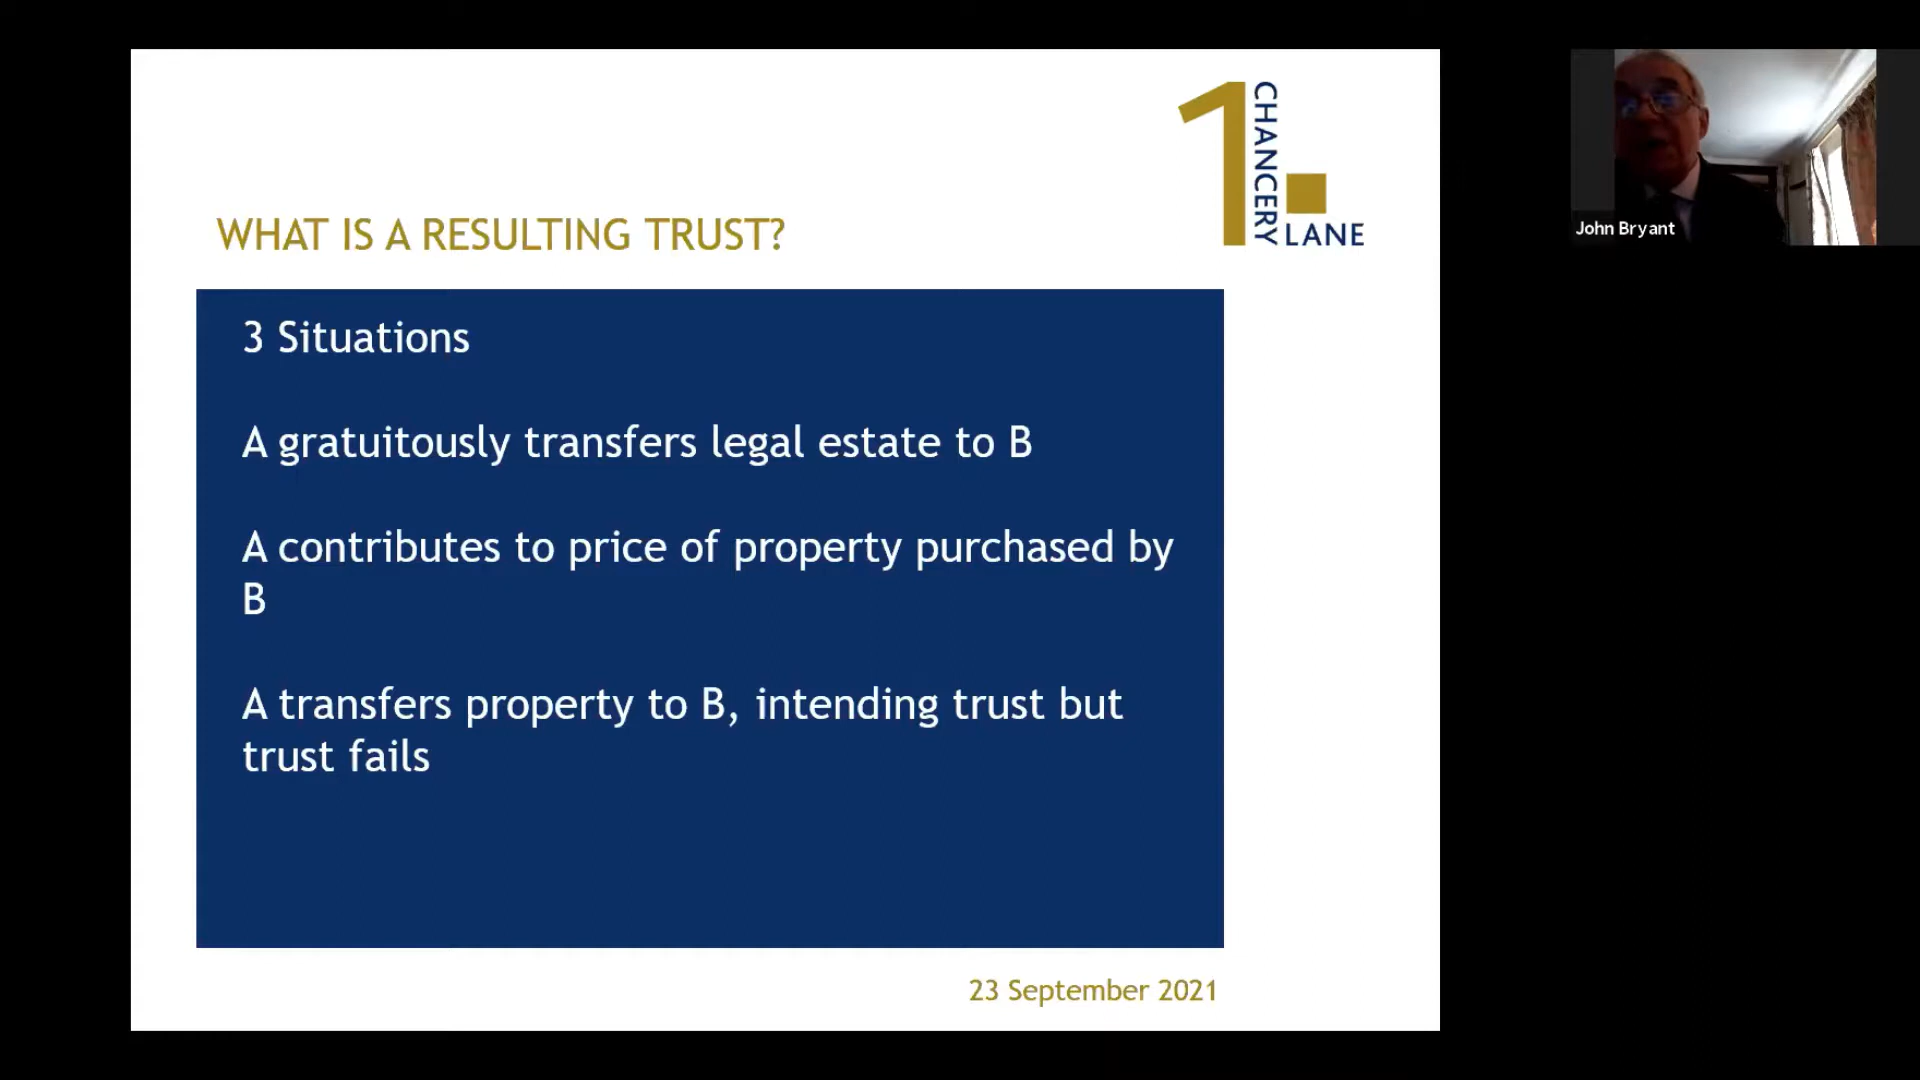 1 CHANCERY LANE
John Bryant
WHAT IS A RESULTING TRUST?
3 Situations
A gratuitously transfers legal estate to B
A contributes to price of property purchased by
B
A transfers property to B, intending trust but
trust fails
23 September 2021